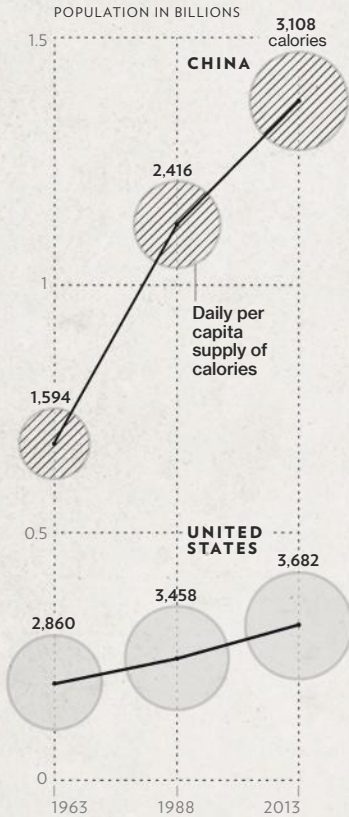 POPULATION IN BILLIONS
3,108
calories
1.5
CHINA
2,416
1
Daily per
capita
supply of
calories
1,594
0.5
UNITED
STATES
3,682
3,458
2,860
0
1963
1988
2013